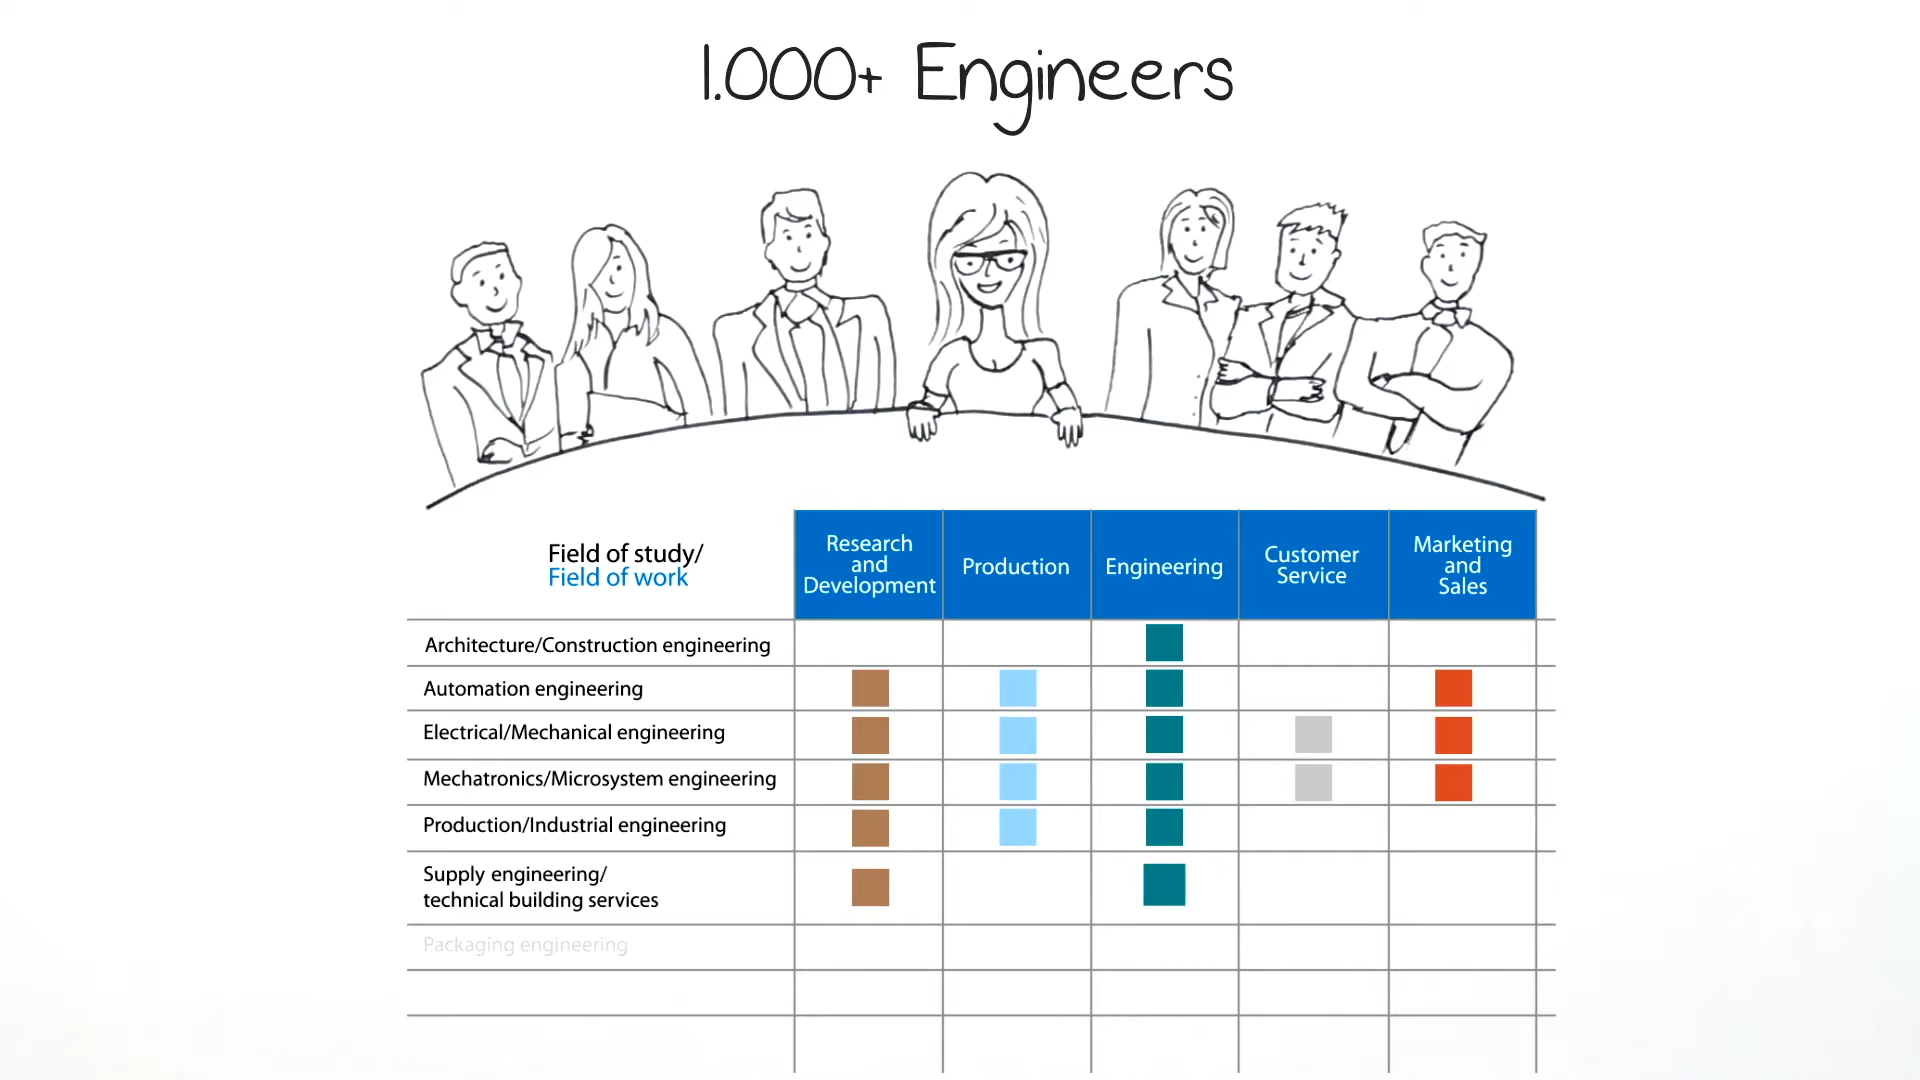 1.000+ Engineers
Field of study/
Field of work
Research
and
Development
Production
Engineering
Customer
Service
Marketing
and
Sales
Architecture/Construction engineering
Automation engineering
Electrical/Mechanical engineering
Mechatronics/Microsystem engineering
Production/Industrial engineering
Supply engineering/
technical building services
Packaging engineering